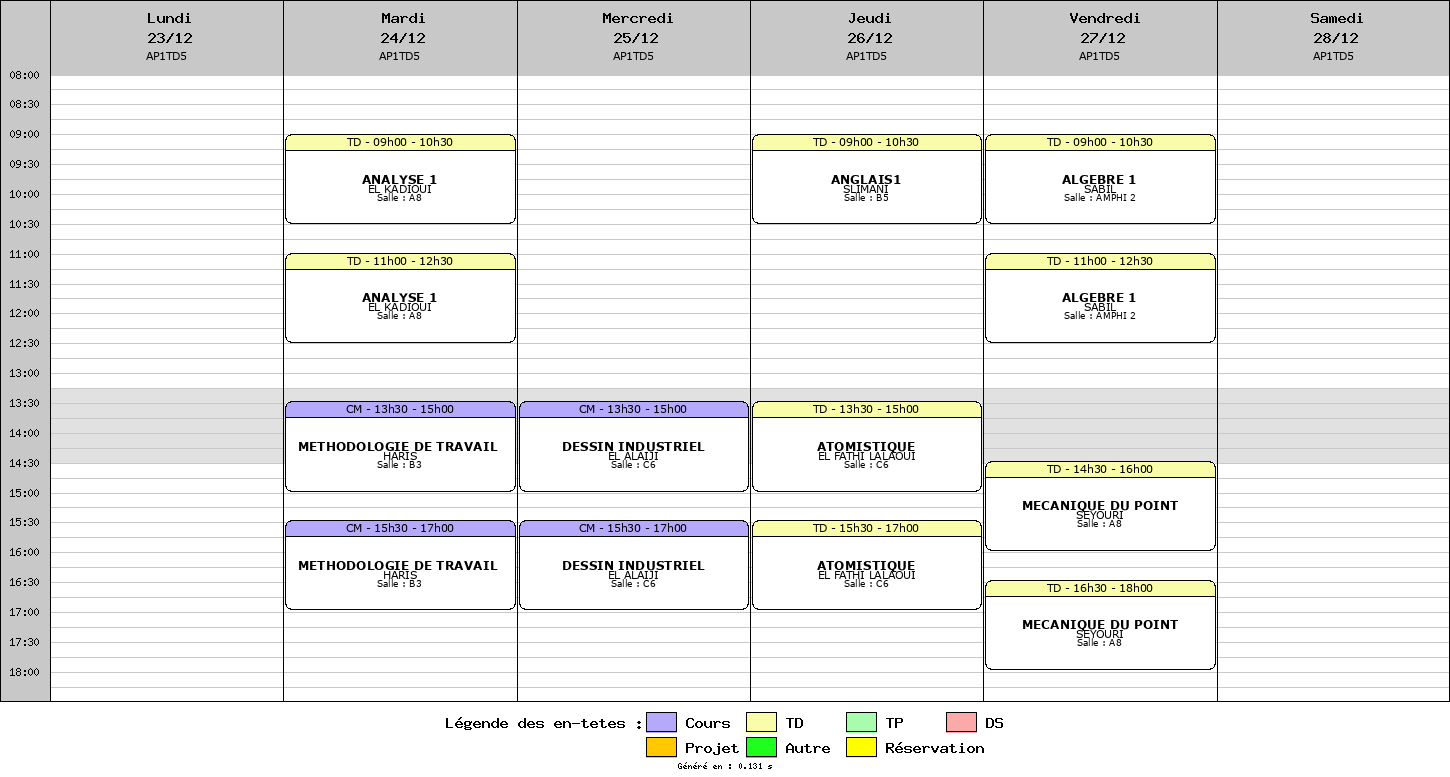 Lundi
23/12
AP1TD5
Mardi
24/12
AP1TD5
Mercredi
25/12
AP1TD5
Jeudi
26/12
AP1TD5
Vendredi
27/12
AP1TD5
Samedi
28/12
AP1TD5
08:00
08:30
09:00
09:30
10:00
10:30
11:00
11:30
12:00
12:30
13:00
13:30
14:00
14:30
15:00
15:30
16:00
16:30
17:00
17:30
18:00
TD - 09h00 - 10h30
ANALYSE 1
EL KADIOUI
Salle : A8
TD - 11h00 - 12h30
ANALYSE 1
EL KADIOUI
Salle : A8
CM - 13h30 - 15h00
METHODOLOGIE DE TRAVAIL
HARIS
Salle : B3
CM - 15h30 - 17h00
METHODOLOGIE DE TRAVAIL
HARIS
Salle : B3
CM - 13h30 - 15h00
DESSIN INDUSTRIEL
EL ALAIJI
Salle : C6
CM - 15h30 - 17h00
DESSIN INDUSTRIEL
EL ALAIJI
Salle : C6
TD - 09h00 - 10h30
ANGLAIS1
SLIMANI
Salle : B5
TD - 13h30 - 15h00
ATOMISTIQUE
EL FATHI LALAOUI
Salle : C6
TD - 15h30 - 17h00
ATOMISTIQUE
EL FATHI LALAOUI
Salle : C6
TD - 09h00 - 10h30
ALGEBRE 1
SABIL
Salle : AMPHI 2
TD - 11h00 - 12h30
ALGEBRE 1
SABIL
Salle : AMPHI 2
TD - 14h30 - 16h00
MECANIQUE DU POINT
SEYOURI
Salle : A8
TD - 16h30 - 18h00
MECANIQUE DU POINT
SEYOURI
Salle : A8
Légende des en-tetes : Cours TD TP DS
Projet Autre Réservation
Généré en : 0.131 s